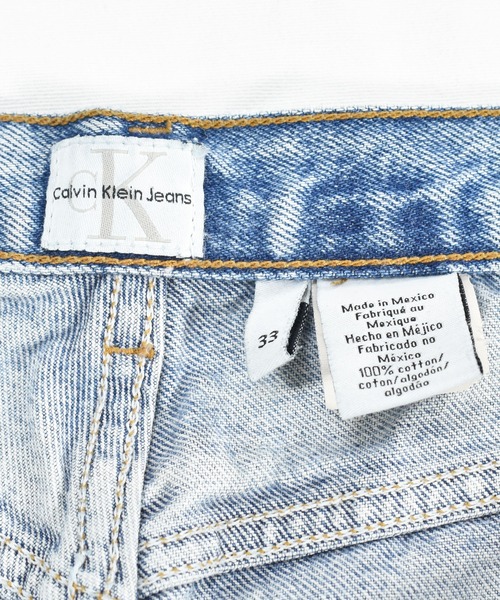 CK
Calvin Klein Jeans
33
Made in Mexico
Fabriqué au
Mexique
Hecho en Méjico
Fabricado no
México
100% cotton/
coton/algodón/
algodão